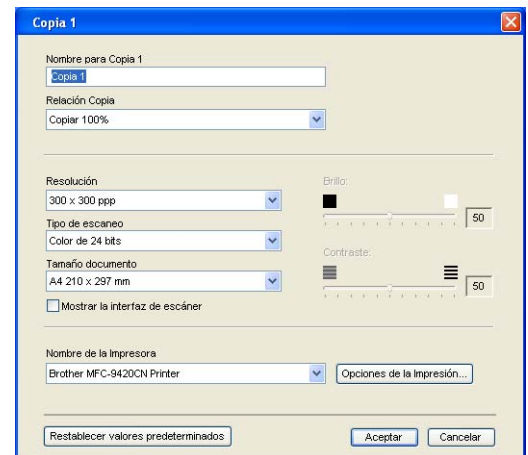 Copia 1
Nombre para Copia 1
Copia 1
Relación Copia
Copiar 100%
Resolución
300 x 300 ppp
Tipo de escaneo
Color de 24 bits
Tamaño documento
A4 210 x 297 mm
Mostrar la interfaz de escáner
Brillo:
50
Contraste:
50
Nombre de la Impresora
Brother MFC-9420CN Printer
Opciones de la Impresión...
Restablecer valores predeterminados
Aceptar
Cancelar